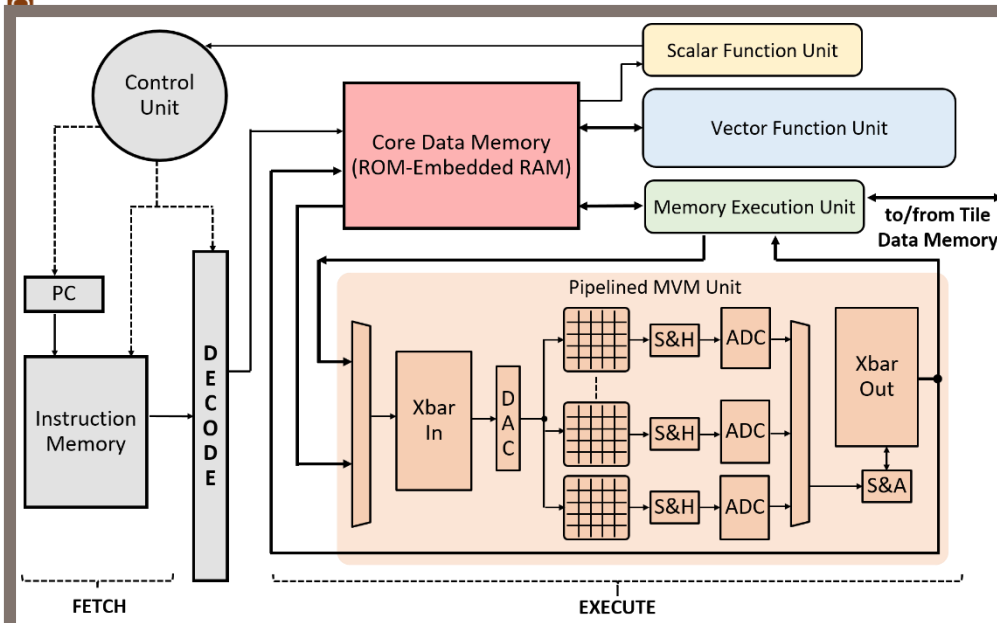 Control
Unit
Scalar Function Unit
Core Data Memory
(ROM-Embedded RAM)
Vector Function Unit
Memory Execution Unit
to/from Tile
Data Memory
PC
Instruction
Memory
D
E
C
O
D
E
Pipelined MVM Unit
Xbar
In
D
A
C
S&H
ADC
S&H
ADC
S&H
ADC
Xbar
Out
S&A
FETCH
EXECUTE